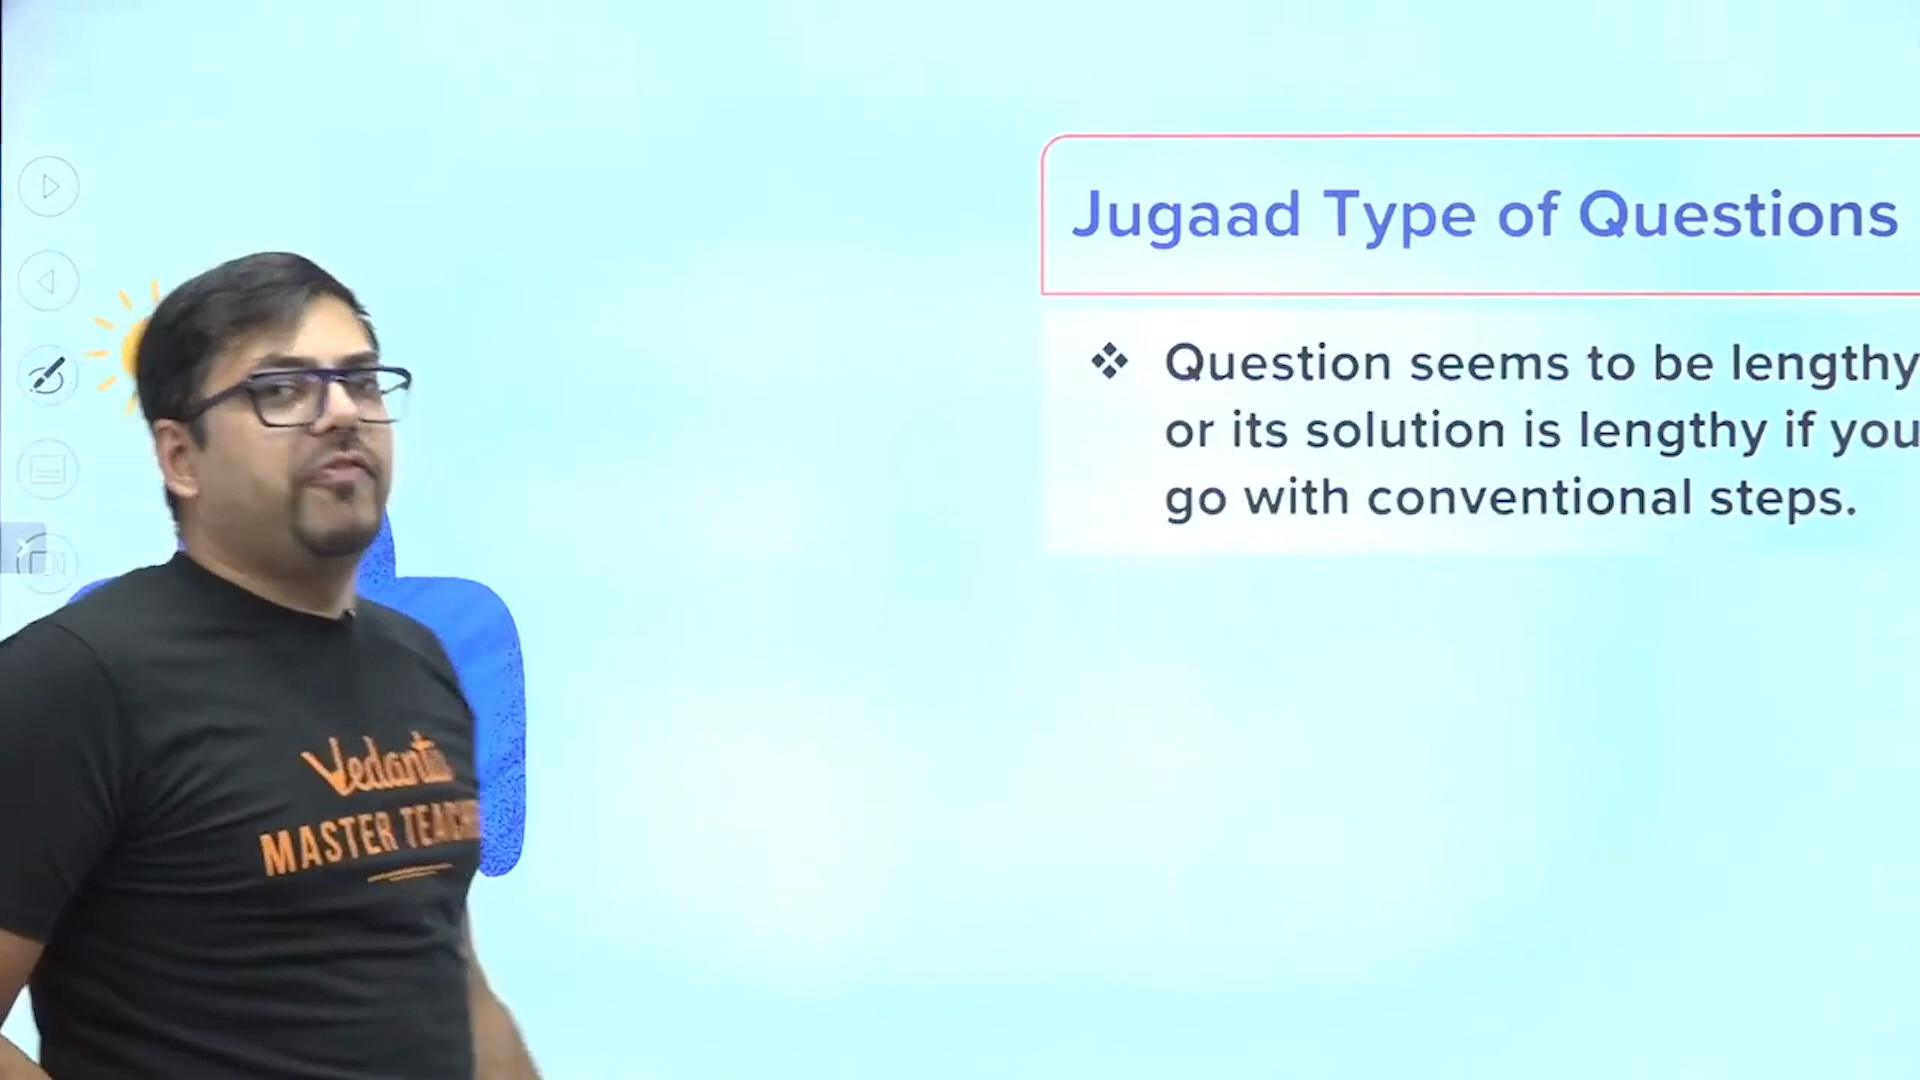 Jugaad Type of Questions
❖ Question seems to be lengthy
or its solution is lengthy if you
go with conventional steps.
Vedantu
MASTER TEACHER